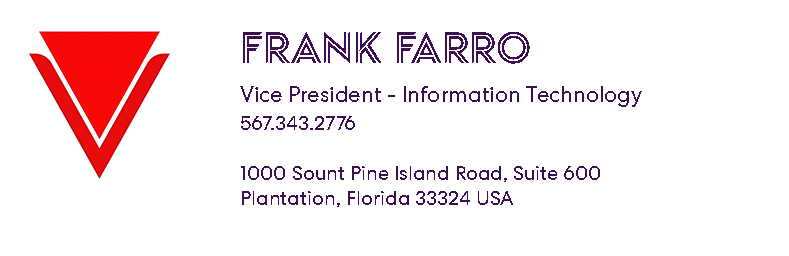 FRANK FARRO
Vice President - Information Technology
567.343.2776
1000 Sount Pine Island Road, Suite 600
Plantation, Florida 33324 USA